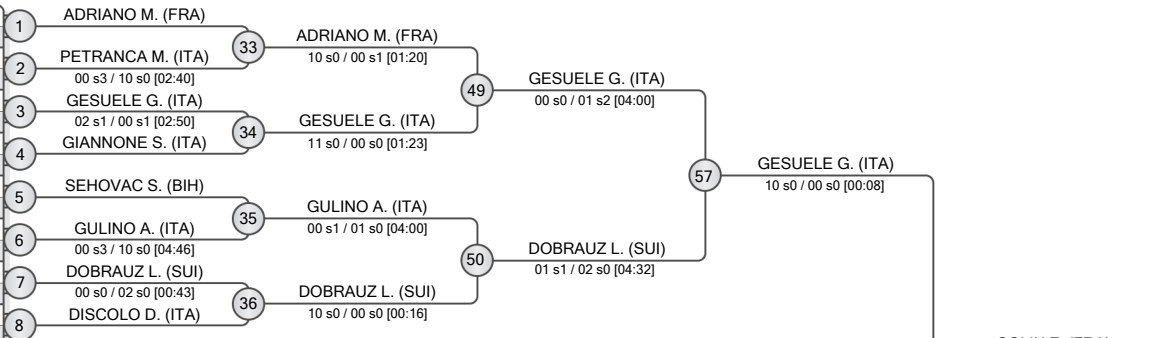 1
ADRIANO M. (FRA)
33
ADRIANO M. (FRA)
10 s0 / 00 s1 [01:20]
2
PETRANCA M. (ITA)
00 s3 / 10 s0 [02:40]
49
GESUELE G. (ITA)
00 s0 / 01 s2 [04:00]
3
GESUELE G. (ITA)
02 s1 / 00 s1 [02:50]
34
GESUELE G. (ITA)
11 s0 / 00 s0 [01:23]
4
GIANNONE S. (ITA)
57
GESUELE G. (ITA)
10 s0 / 00 s0 [00:08]
5
SEHOVAC S. (BIH)
35
GULINO A. (ITA)
00 s1 / 01 s0 [04:00]
6
GULINO A. (ITA)
00 s3 / 10 s0 [04:46]
50
DOBRAUZ L. (SUI)
01 s1 / 02 s0 [04:32]
7
DOBRAUZ L. (SUI)
00 s0 / 02 s0 [00:43]
36
DOBRAUZ L. (SUI)
10 s0 / 00 s0 [00:16]
8
DISCOLO D. (ITA)